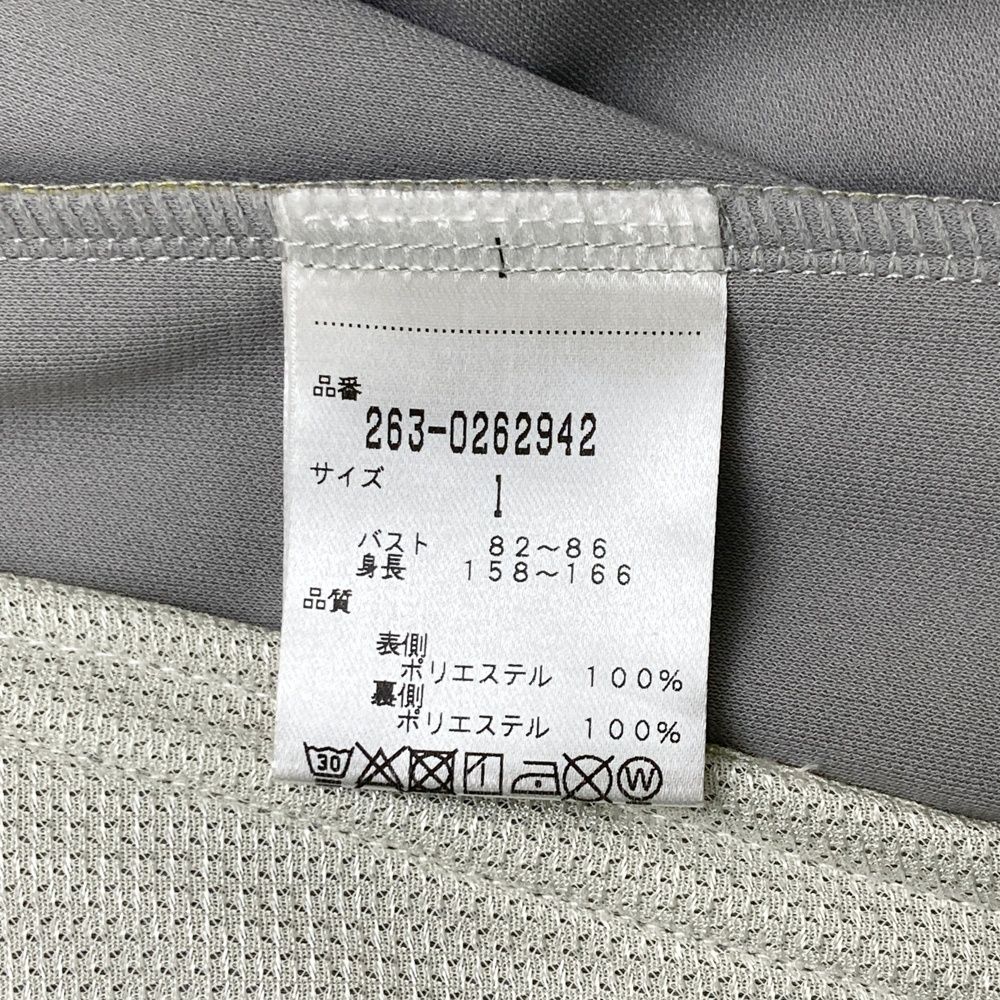 品番
263-0262942
サイズ
1
バスト 82～86
身長 158～166
品質
表側
ポリエステル 100%
裏側
ポリエステル 100%
30 W